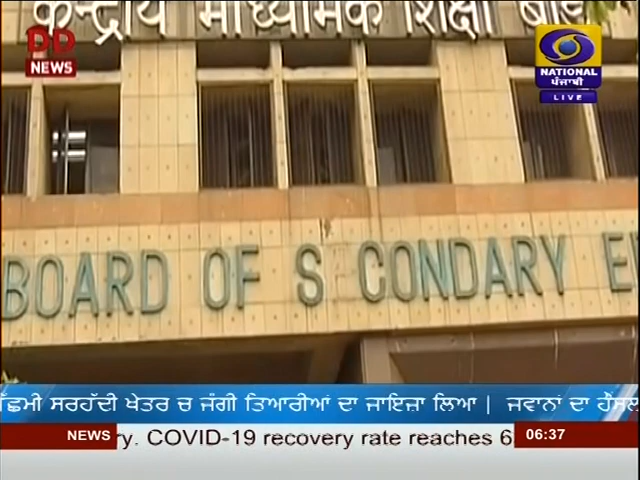 केन्द्रीय माध्यमिक शिक्षा बोर्ड
DD
NEWS
NATIONAL
ਪੰਜਾਬੀ
LIVE
BOARD OF S CONDARY
ਸਰਹੱਦੀ ਖੇਤਰ ਚ ਜੰਗੀ ਤਿਆਰੀਆਂ ਦਾ ਜਾਇਜ਼ਾ ਲਿਆ | ਜਵਾਨਾਂ ਦਾ
NEWS
COVID-19 recovery rate reaches 6
06:37